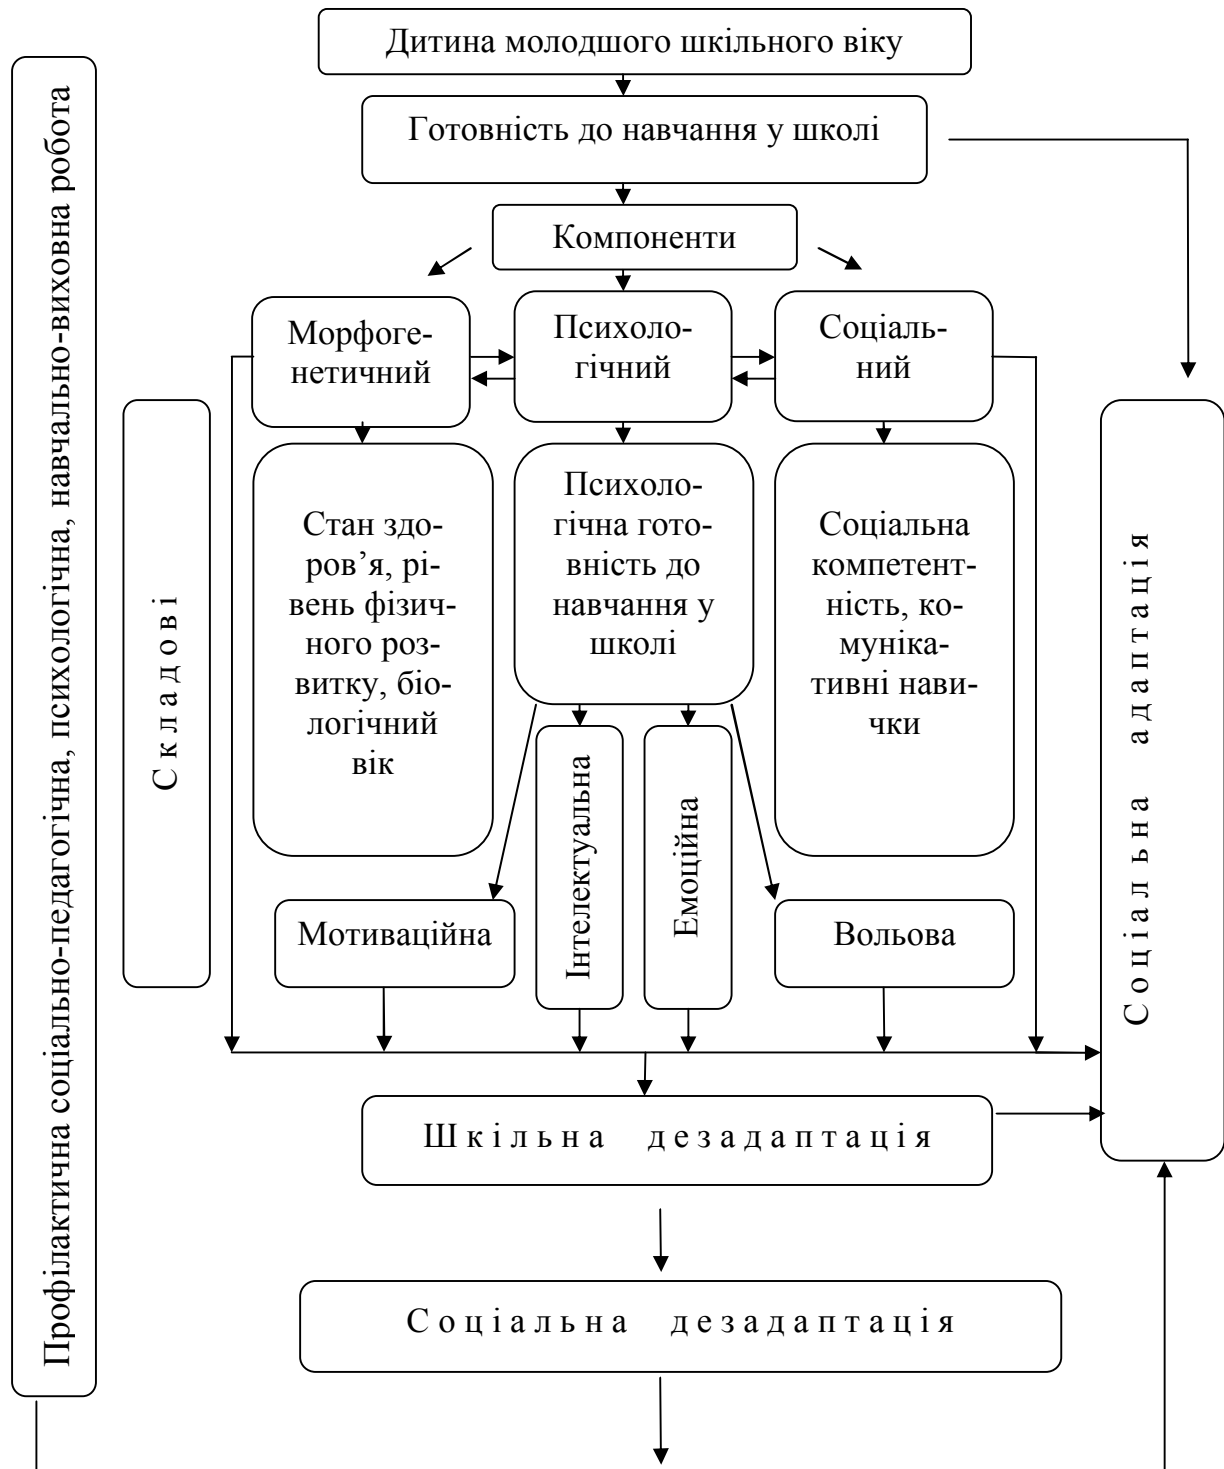 Дитина молодшого шкільного віку
Готовність до навчання у школі
Компоненти
Морфоге-
нетичний
Психоло-
гічний
Соціаль-
ний
Стан здо-
ров’я, рі-
вень фізич-
ного роз-
витку, біо-
логічний
вік
Психоло-
гічна гото-
вність до
навчання у
школі
Соціальна
компетент-
ність, ко-
муніка-
тивні нави-
чки
Мотиваційна
Інтелектуальна
Емоційна
Вольова
Складові
Профілактична соціально-педагогічна, психологічна, навчально-виховна робота
Соціальна адаптація
Шкільна дезадаптація
Соціальна дезадаптація